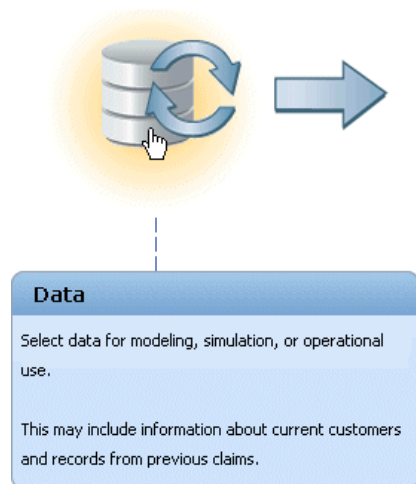 Data
Select data for modeling, simulation, or operational
use.
This may include information about current customers
and records from previous claims.